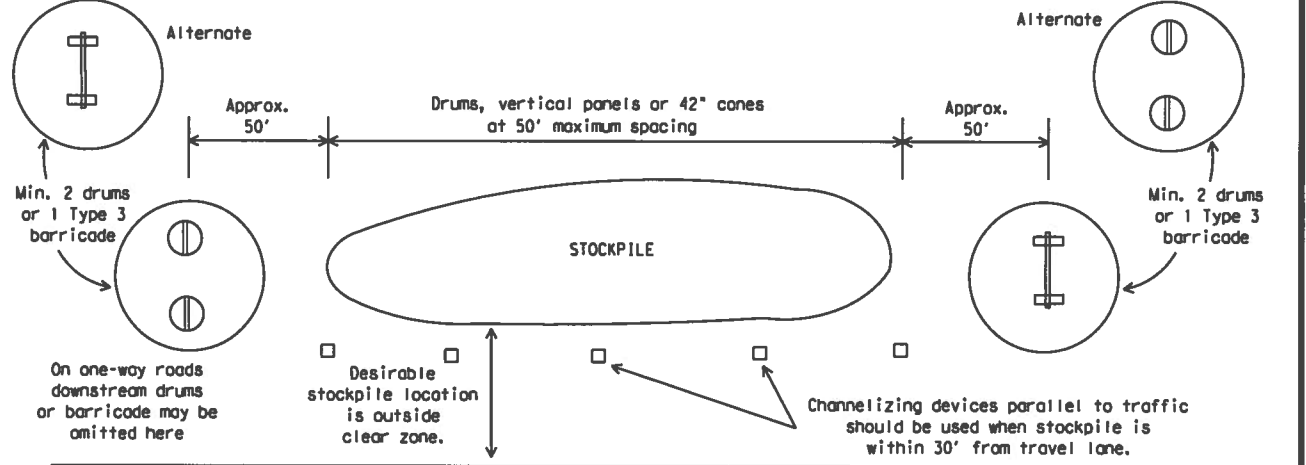 Alternate
Alternate
Approx.
50'
Drums, vertical panels or 42" cones
at 50' maximum spacing
Approx.
50'
Min. 2 drums
or 1 Type 3
barricade
Min. 2 drums
or 1 Type 3
barricade
STOCKPILE
On one-way roads
downstream drums
or barricade may be
omitted here
Desirable
stockpile location
is outside
clear zone.
Channelizing devices parallel to traffic
should be used when stockpile is
within 30' from travel lane.